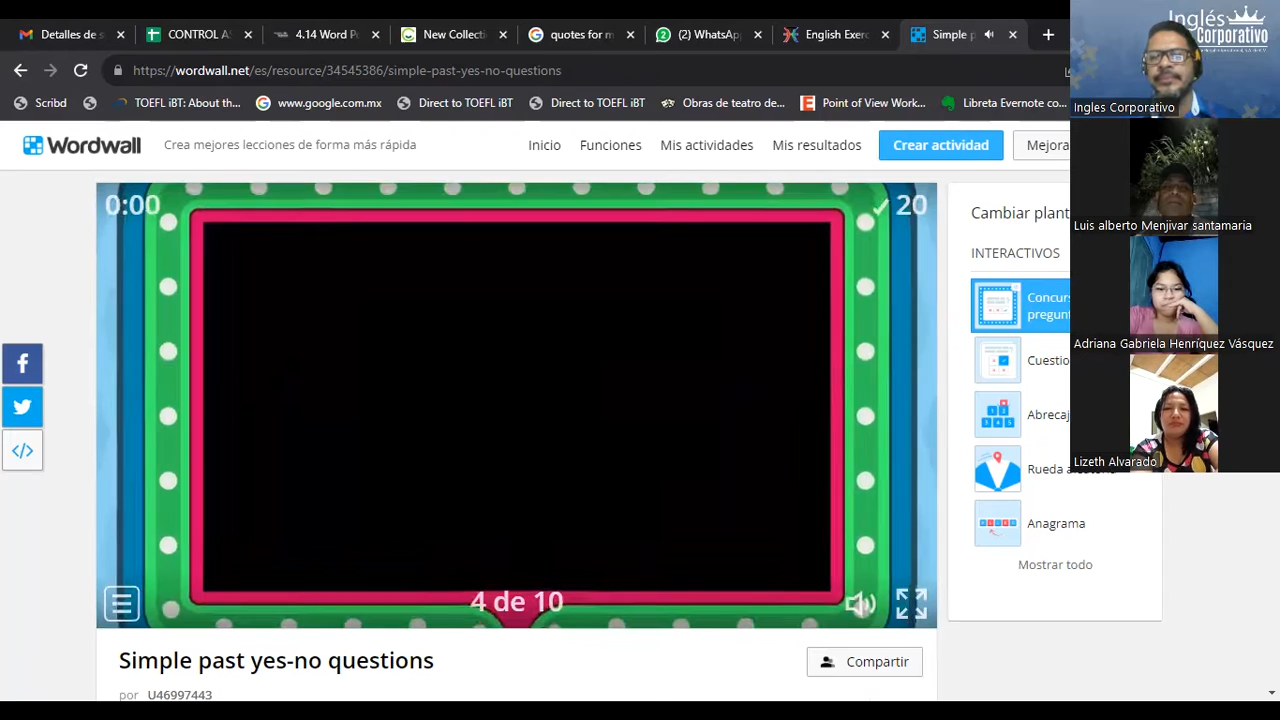 Detalles de s
CONTROL AS
4.14 Word P
New Collecti
quotes for m
(2) WhatsApp
English Exerc
Simple p
https://wordwall.net/es/resource/34545386/simple-past-yes-no-questions
Scribd
TOEFL iBT: About th...
www.google.com.mx
Direct to TOEFL iBT
Direct to TOEFL iBT
Obras de teatro de...
Point of View Work...
Libreta Evernote co...
Wordwall
Crea mejores lecciones de forma más rápida
Inicio
Funciones
Mis actividades
Mis resultados
Crear actividad
Mejora
0:00
20
4 de 10
Cambiar plant
INTERACTIVOS
Concurs
pregunt
Cuestio
Abrecaj
Rueda
Anagrama
Mostrar todo
Simple past yes-no questions
Compartir
por U46997443
Inglés
Corporativo
Ingles Corporativo
Luis alberto Menjivar santamaria
Adriana Gabriela Henríquez Vásquez
Lizeth Alvarado